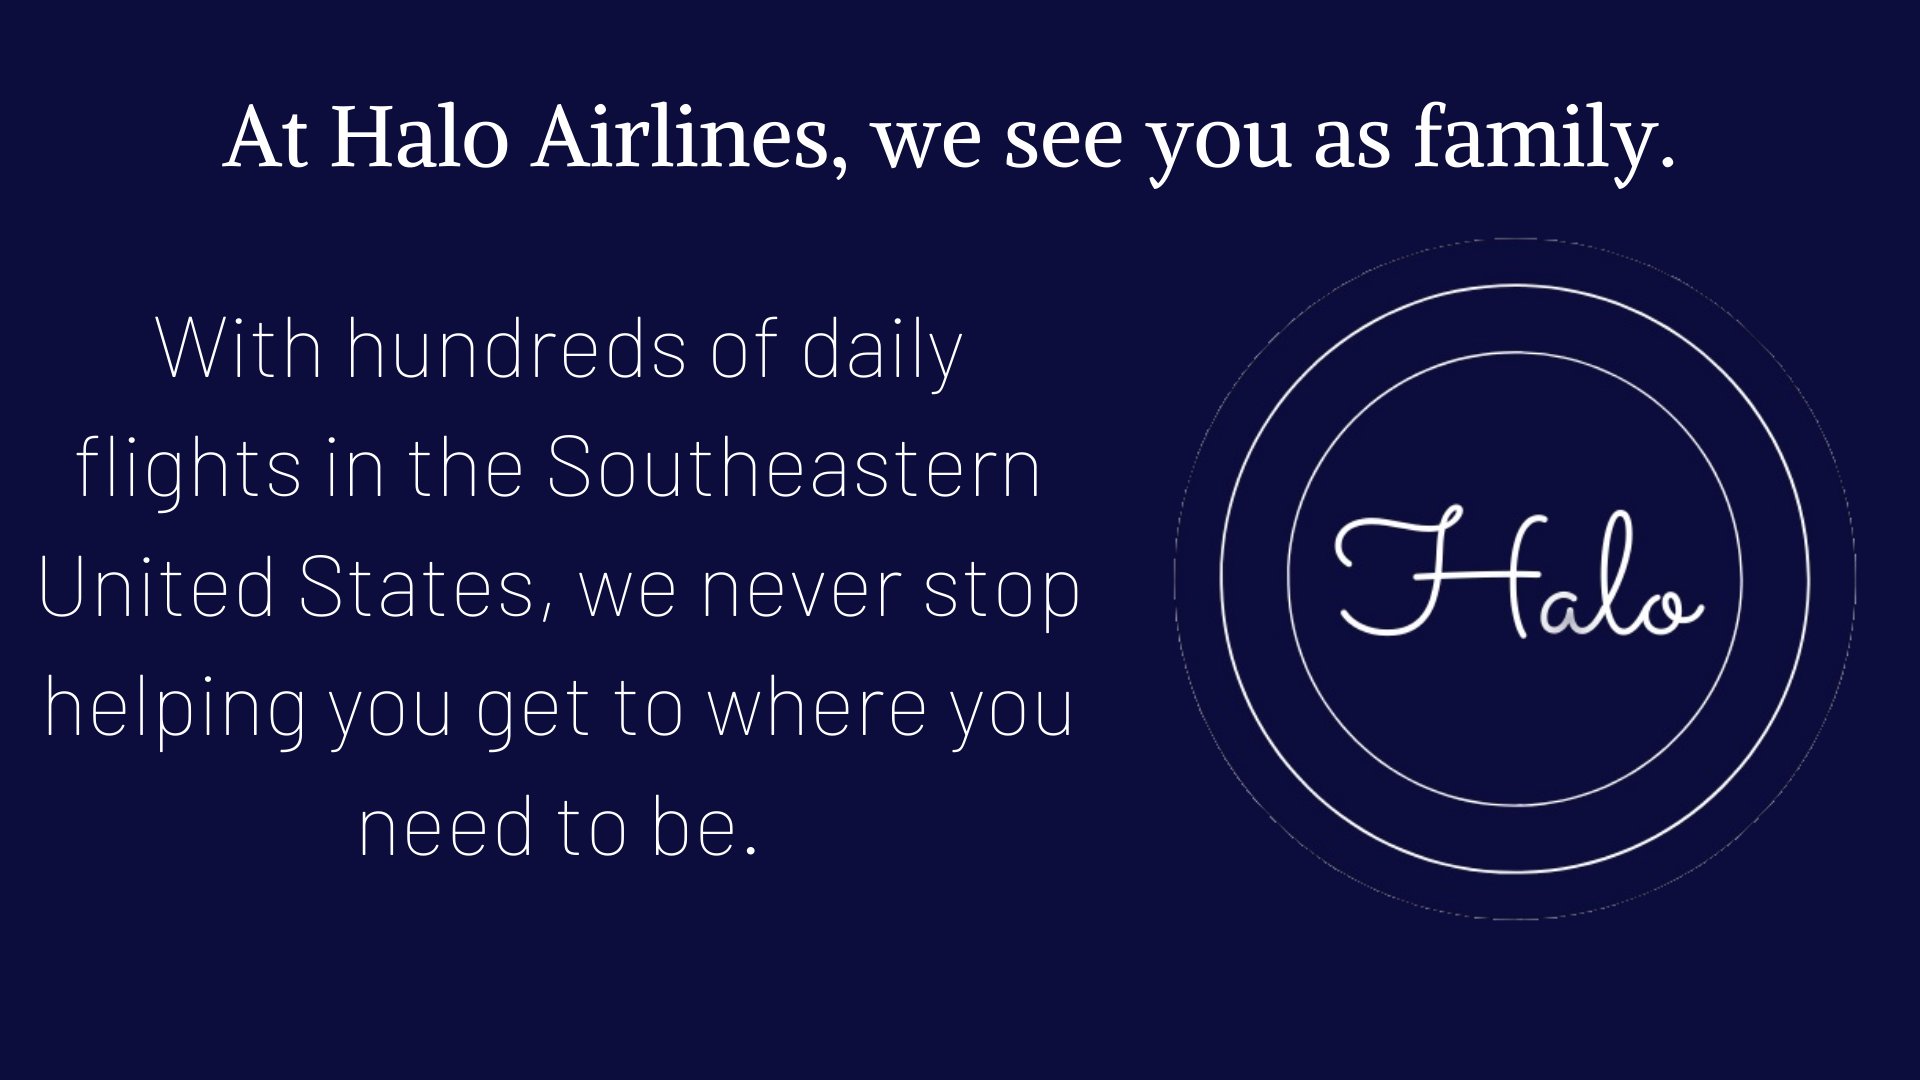 At Halo Airlines, we see you as family.
With hundreds of daily
flights in the Southeastern
United States, we never stop
helping you get to where you
need to be.
Halo